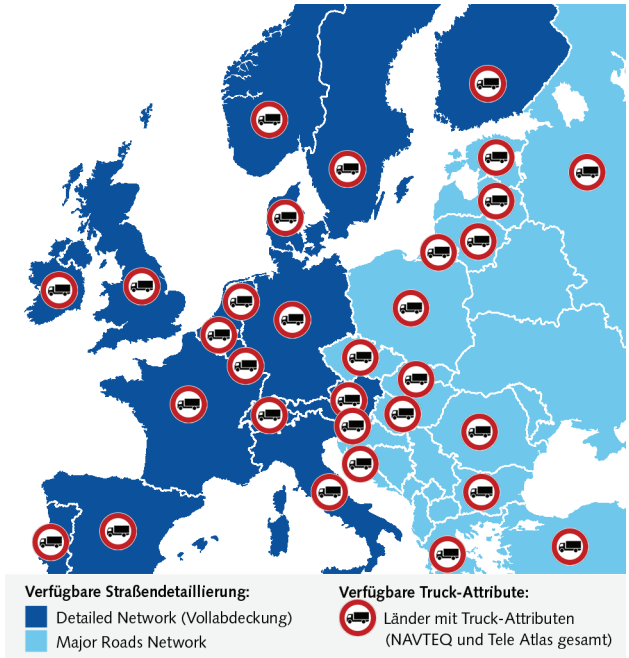 Verfügbare Straßendetaillierung:
Detailed Network (Vollabdeckung)
Major Roads Network
Verfügbare Truck-Attribute:
Länder mit Truck-Attributen
(NAVTEQ und Tele Atlas gesamt)